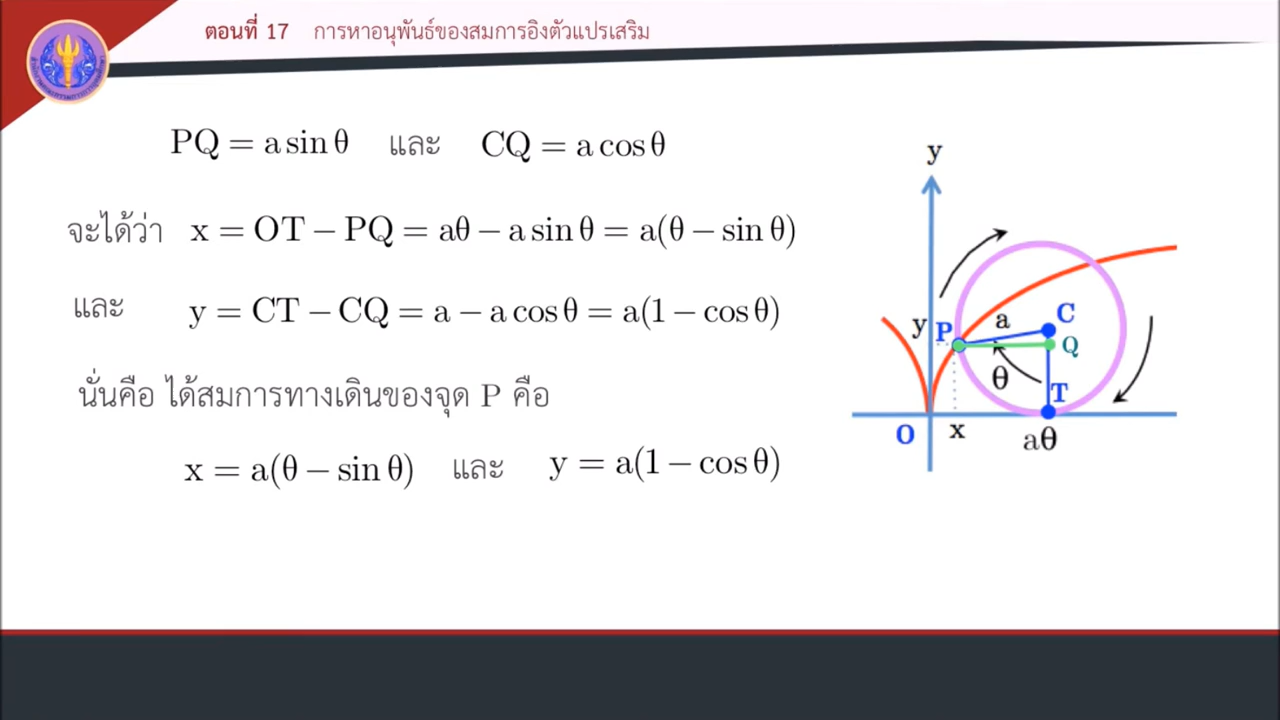 ตอนที่ 17 การหาอนุพันธ์ของสมการอิงตัวแปรเสริม
PQ = a sin θ และ CQ = a cos θ
จะได้ว่า x = OT − PQ = aθ − a sin θ = a(θ − sin θ)
และ y = CT − CQ = a − a cos θ = a(1 − cos θ)
นั่นคือ ได้สมการทางเดินของจุด P คือ
x = a(θ − sin θ) และ y = a(1 − cos θ)
y
a C
y P Q
θ
T
O x aθ